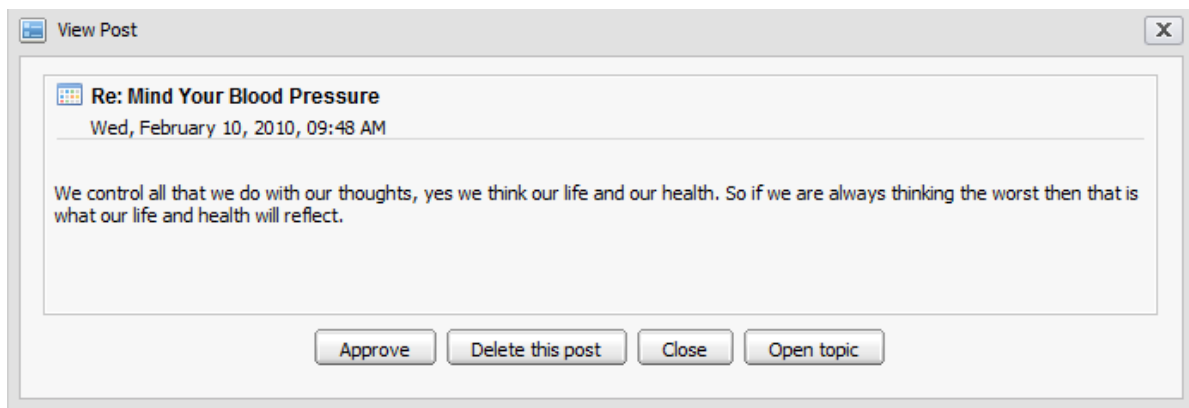 View Post
Re: Mind Your Blood Pressure
Wed, February 10, 2010, 09:48 AM
We control all that we do with our thoughts, yes we think our life and our health. So if we are always thinking the worst then that is
what our life and health will reflect.
Approve Delete this post Close Open topic